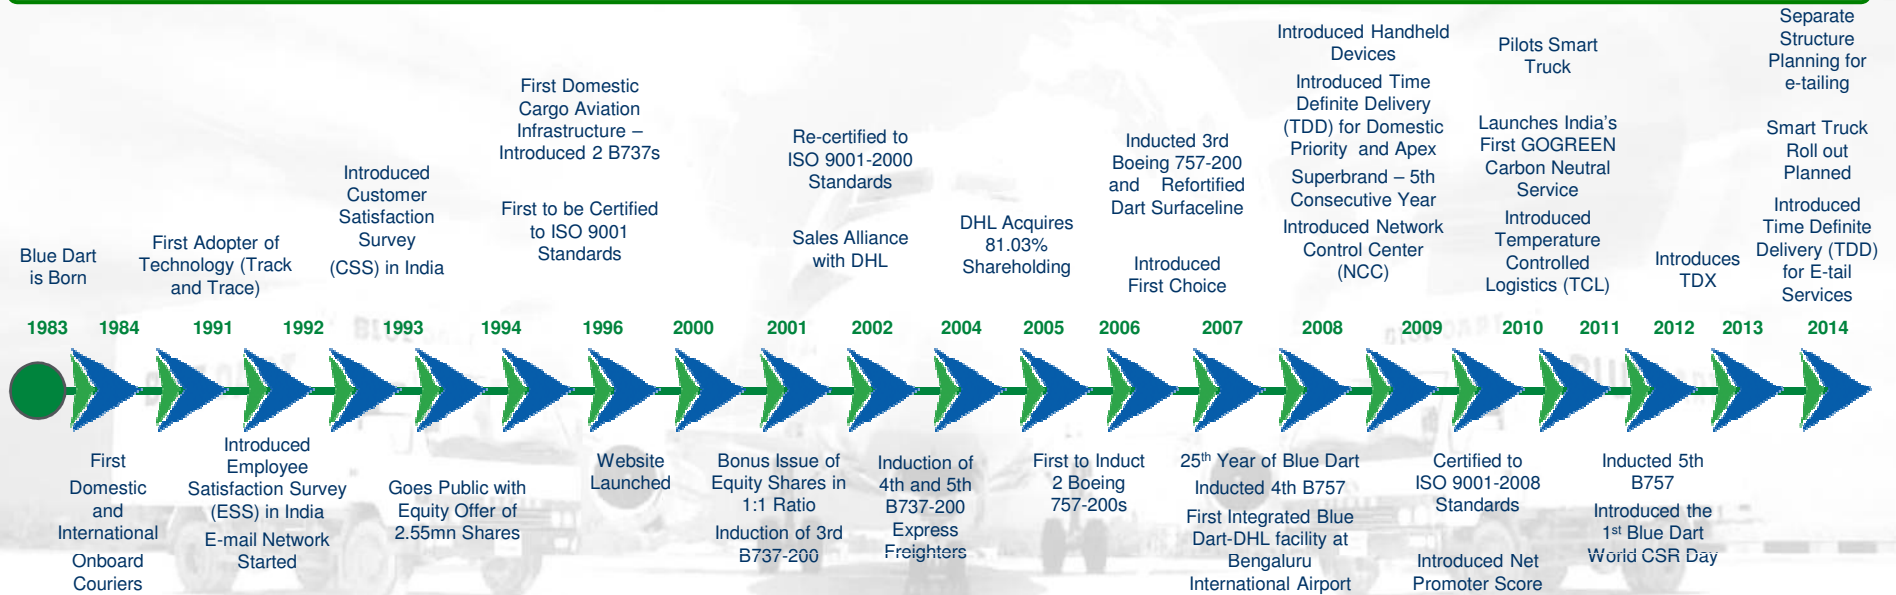 Blue Dart
is Born
First Adopter of
Technology (Track
and Trace)
Introduced
Customer
Satisfaction
Survey
(CSS) in India
First Domestic
Cargo Aviation
Infrastructure –
Introduced 2 B737s
First to be Certified
to ISO 9001
Standards
Re-certified to
ISO 9001-2000
Standards
Sales Alliance
with DHL
DHL Acquires
81.03%
Shareholding
Inducted 3rd
Boeing 757-200
and Refortified
Dart Surfaceline
Introduced
First Choice
Introduced Handheld
Devices
Introduced Time
Definite Delivery
(TDD) for Domestic
Priority and Apex
Superbrand – 5th
Consecutive Year
Introduced Network
Control Center
(NCC)
Pilots Smart
Truck
Launches India's
First GOGREEN
Carbon Neutral
Service
Introduced
Temperature
Controlled
Logistics (TCL)
Introduces
TDX
Separate
Structure
Planning for
e-tailing
Smart Truck
Roll out
Planned
Introduced
Time Definite
Delivery (TDD)
for E-tail
Services
1983 1984 1991 1992 1993 1994 1996 2000 2001 2002 2004 2005 2006 2007 2008 2009 2010 2011 2012 2013 2014
First
Domestic
and
International
Onboard
Couriers
Introduced
Employee
Satisfaction Survey
(ESS) in India
E-mail Network
Started
Goes Public with
Equity Offer of
2.55mn Shares
Website
Launched
Bonus Issue of
Equity Shares in
1:1 Ratio
Induction of 3rd
B737-200
Induction of
4th and 5th
B737-200
Express
Freighters
First to Induct
2 Boeing
757-200s
25th Year of Blue Dart
Inducted 4th B757
First Integrated Blue
Dart-DHL facility at
Bengaluru
International Airport
Certified to
ISO 9001-2008
Standards
Introduced Net
Promoter Score
Inducted 5th
B757
Introduced the
1st Blue Dart
World CSR Day